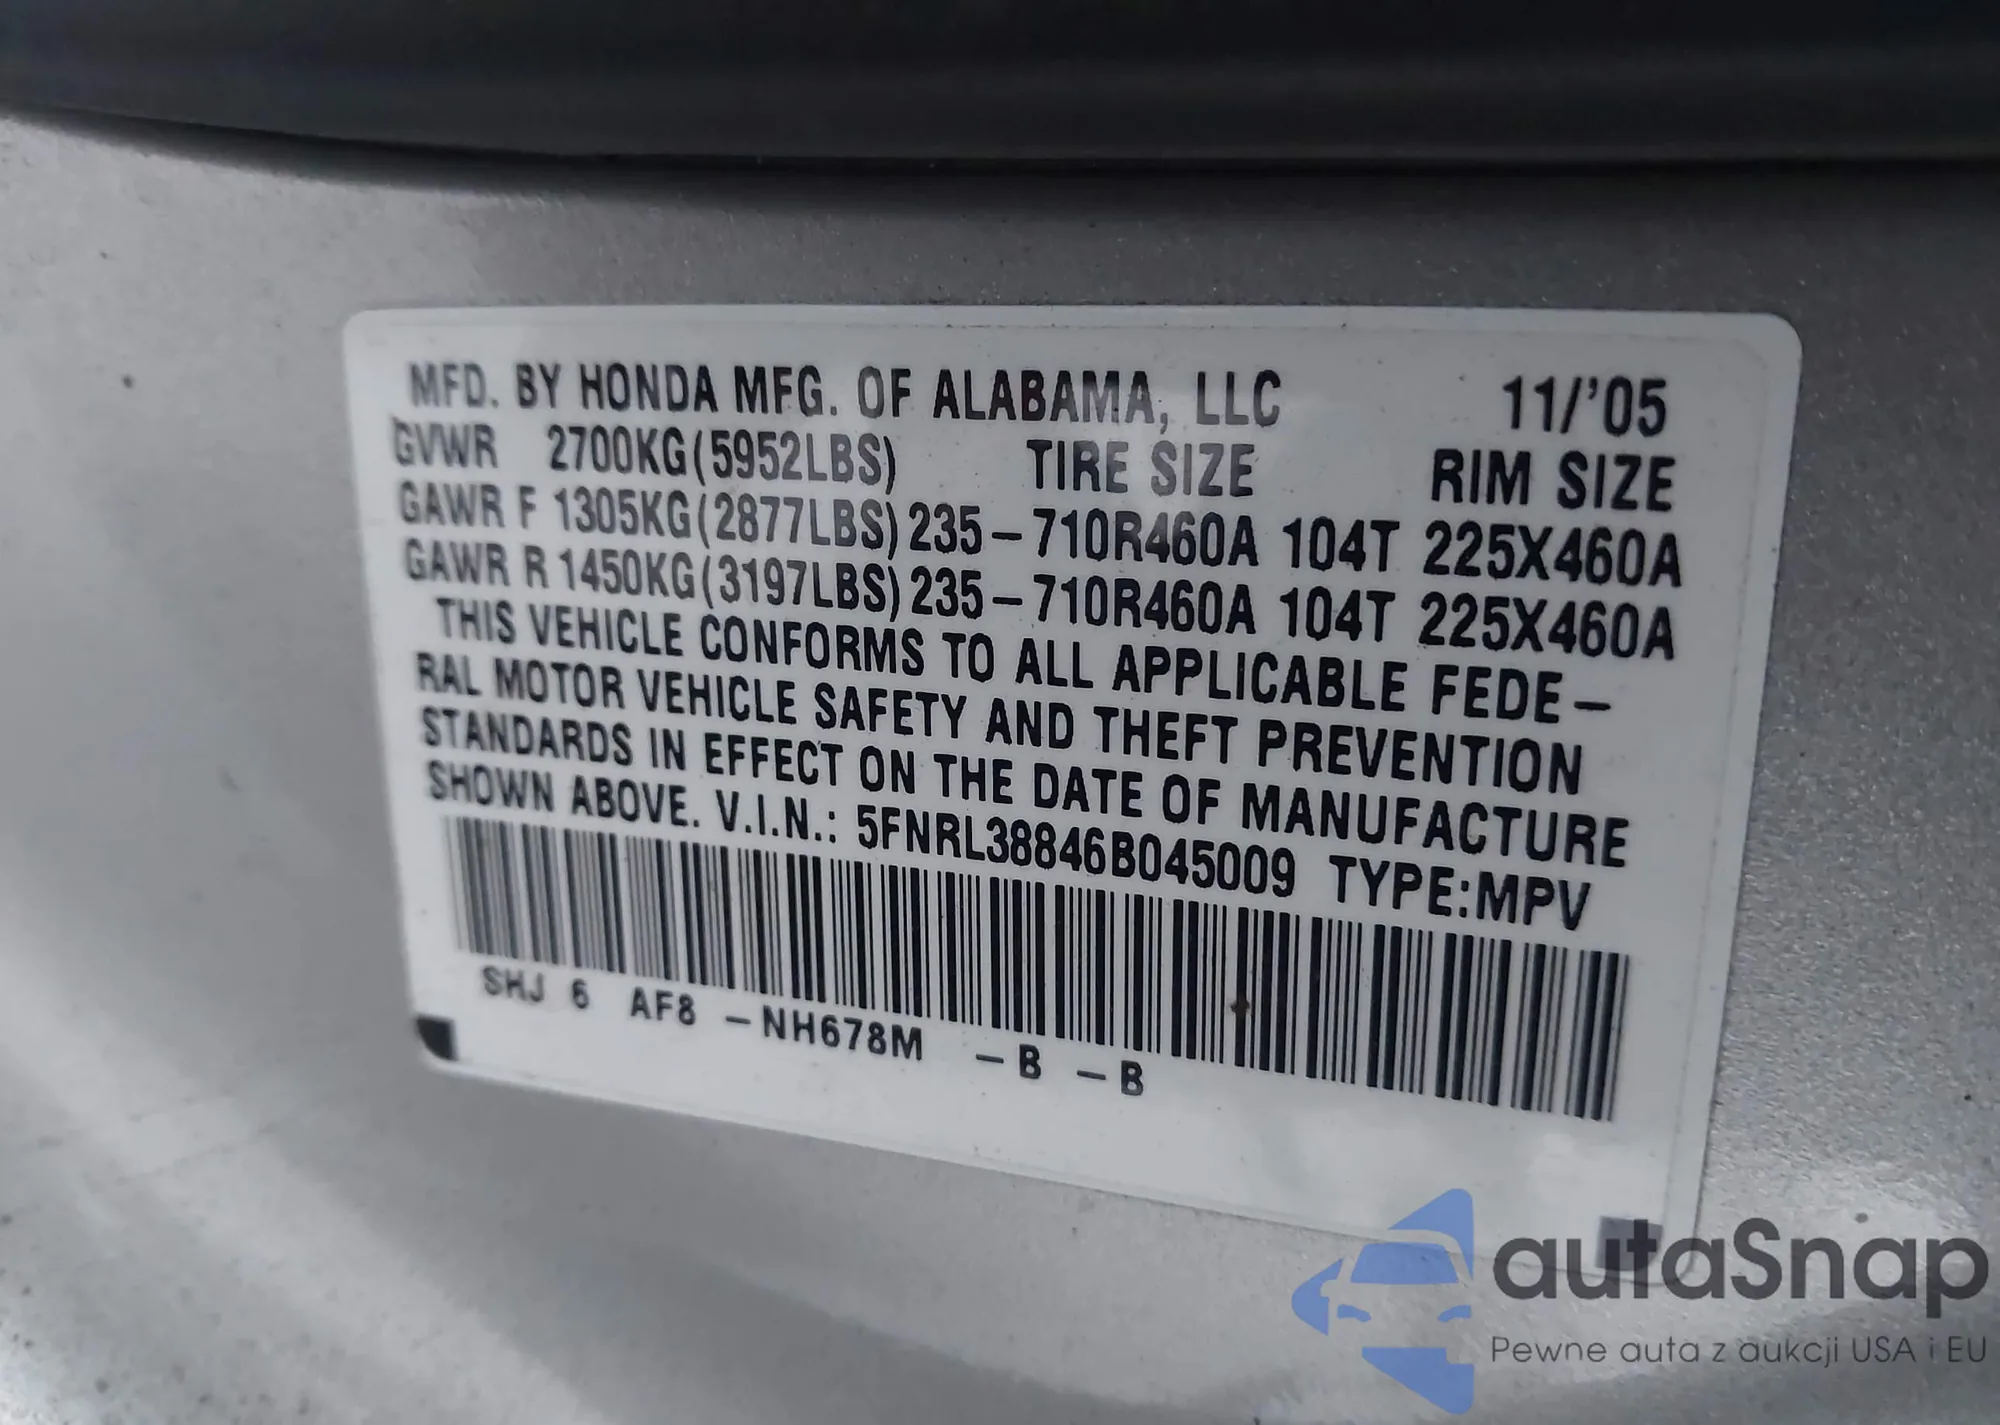 MFD. BY HONDA MFG. OF ALABAMA, LLC 11/'05
GVWR 2700KG(5952LBS) TIRE SIZE RIM SIZE
GAWR F 1305KG(2877LBS) 235-710R460A 104T 225X460A
GAWR R 1450KG(3197LBS) 235-710R460A 104T 225X460A
THIS VEHICLE CONFORMS TO ALL APPLICABLE FEDE-
RAL MOTOR VEHICLE SAFETY AND THEFT PREVENTION
STANDARDS IN EFFECT ON THE DATE OF MANUFACTURE
SHOWN ABOVE. V.I.N.: 5FNRL38846B045009 TYPE:MPV
SHJ 6 AF8 -NH678M -B -B
autaSnap
Pewne auta z aukcji USA i EU